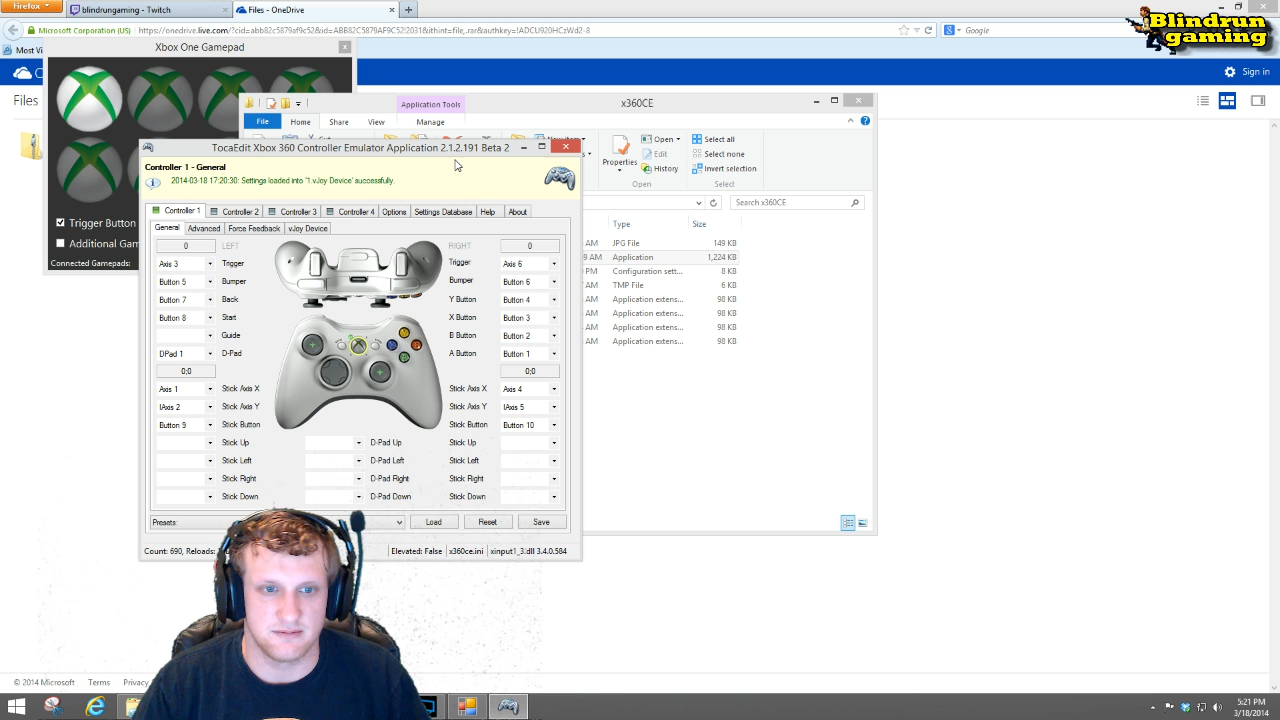 Firefox
blindrungaming - Twitch
Files - OneDrive
Microsoft Corporation (US)
https://onedrive.live.com/?cid=abb82c5879af9c52&id=ABB82C5879AF9C52!2031&ithint=file,.rar&authkey=!ADCU920HCzWd2-8
Google
Blindrun
gaming
Most Vi
Xbox One Gamepad
Sign in
Files
x360CE
Application Tools
File
Home
Share
View
Manage
Properties
Open
Edit
History
Open
Select all
Select none
Invert selection
Select
Search x360CE
Type
Size
AM JPG File 149 KB
AM Application 1,224 KB
PM Configuration sett... 8 KB
AM TMP File 6 KB
AM Application extens... 98 KB
AM Application extens... 98 KB
AM Application extens... 98 KB
AM Application extens... 98 KB
Trigger Button
Additional Gam
Connected Gamepads:
TocaEdit Xbox 360 Controller Emulator Application 2.1.2.191 Beta 2
Controller 1 - General
2014-03-18 17:20:30: Settings loaded into '1.vJoy Device' successfully.
Controller 1 Controller 2 Controller 3 Controller 4 Options Settings Database Help About
General Advanced Force Feedback vJoy Device
0 LEFT RIGHT 0
Axis 3 Trigger Trigger Axis 6
Button 5 Bumper Bumper Button 6
Button 7 Back Y Button Button 4
Button 8 Start X Button Button 3
Guide B Button Button 2
DPad 1 D-Pad A Button Button 1
0;0 0;0
Axis 1 Stick Axis X Stick Axis X Axis 4
IAxis 2 Stick Axis Y Stick Axis Y IAxis 5
Button 9 Stick Button Stick Button Button 10
Stick Up D-Pad Up Stick Up
Stick Left D-Pad Left Stick Left
Stick Right D-Pad Right Stick Right
Stick Down D-Pad Down Stick Down
Presets: Load Reset Save
Count: 690, Reloads: Elevated: False x360ce.ini xinput1_3.dll 3.4.0.584
© 2014 Microsoft Terms Privacy
5:21 PM
3/18/2014